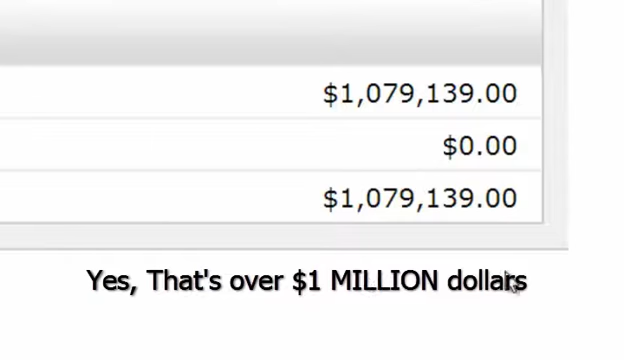 $1,079,139.00
$0.00
$1,079,139.00
Yes, That's over $1 MILLION dollars